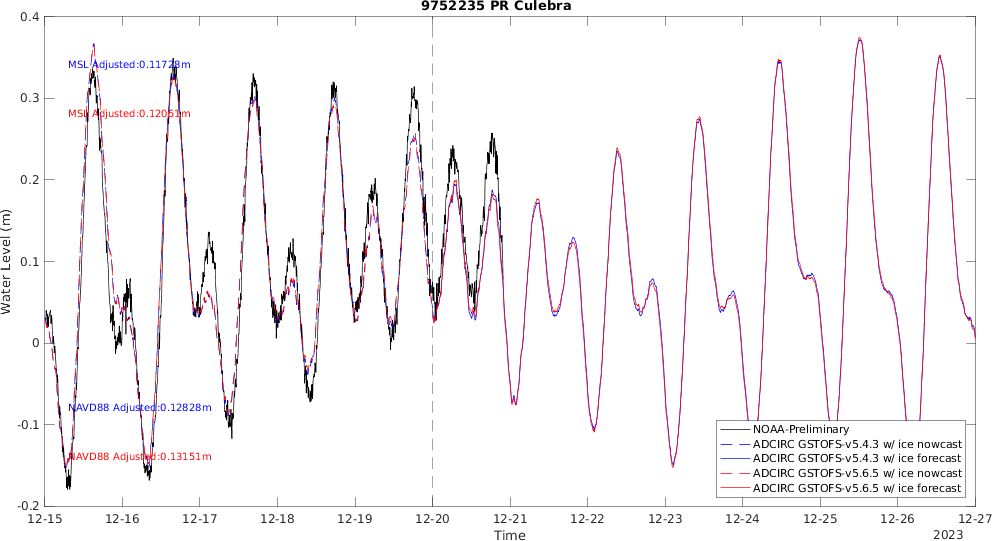 9752235 PR Culebra
0.4
0.3
0.2
0.1
0
-0.1
-0.2
Water Level (m)
MSL Adjusted:0.11728m
MSL Adjusted:0.12051m
NAVD88 Adjusted:0.12828m
NAVD88 Adjusted:0.13151m
NOAA-Preliminary
ADCIRC GSTOFS-v5.4.3 w/ ice nowcast
ADCIRC GSTOFS-v5.4.3 w/ ice forecast
ADCIRC GSTOFS-v5.6.5 w/ ice nowcast
ADCIRC GSTOFS-v5.6.5 w/ ice forecast
12-15 12-16 12-17 12-18 12-19 12-20 12-21 12-22 12-23 12-24 12-25 12-26 12-27
Time
2023